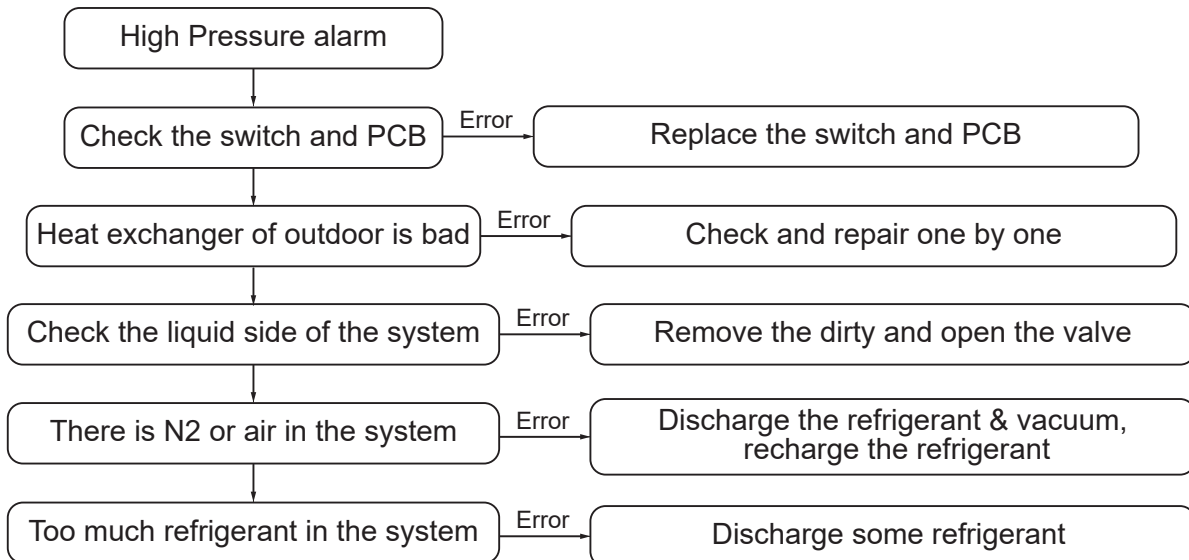 High Pressure alarm
Check the switch and PCB
Error
Replace the switch and PCB
Heat exchanger of outdoor is bad
Error
Check and repair one by one
Check the liquid side of the system
Error
Remove the dirty and open the valve
There is N2 or air in the system
Error
Discharge the refrigerant & vacuum,
recharge the refrigerant
Too much refrigerant in the system
Error
Discharge some refrigerant